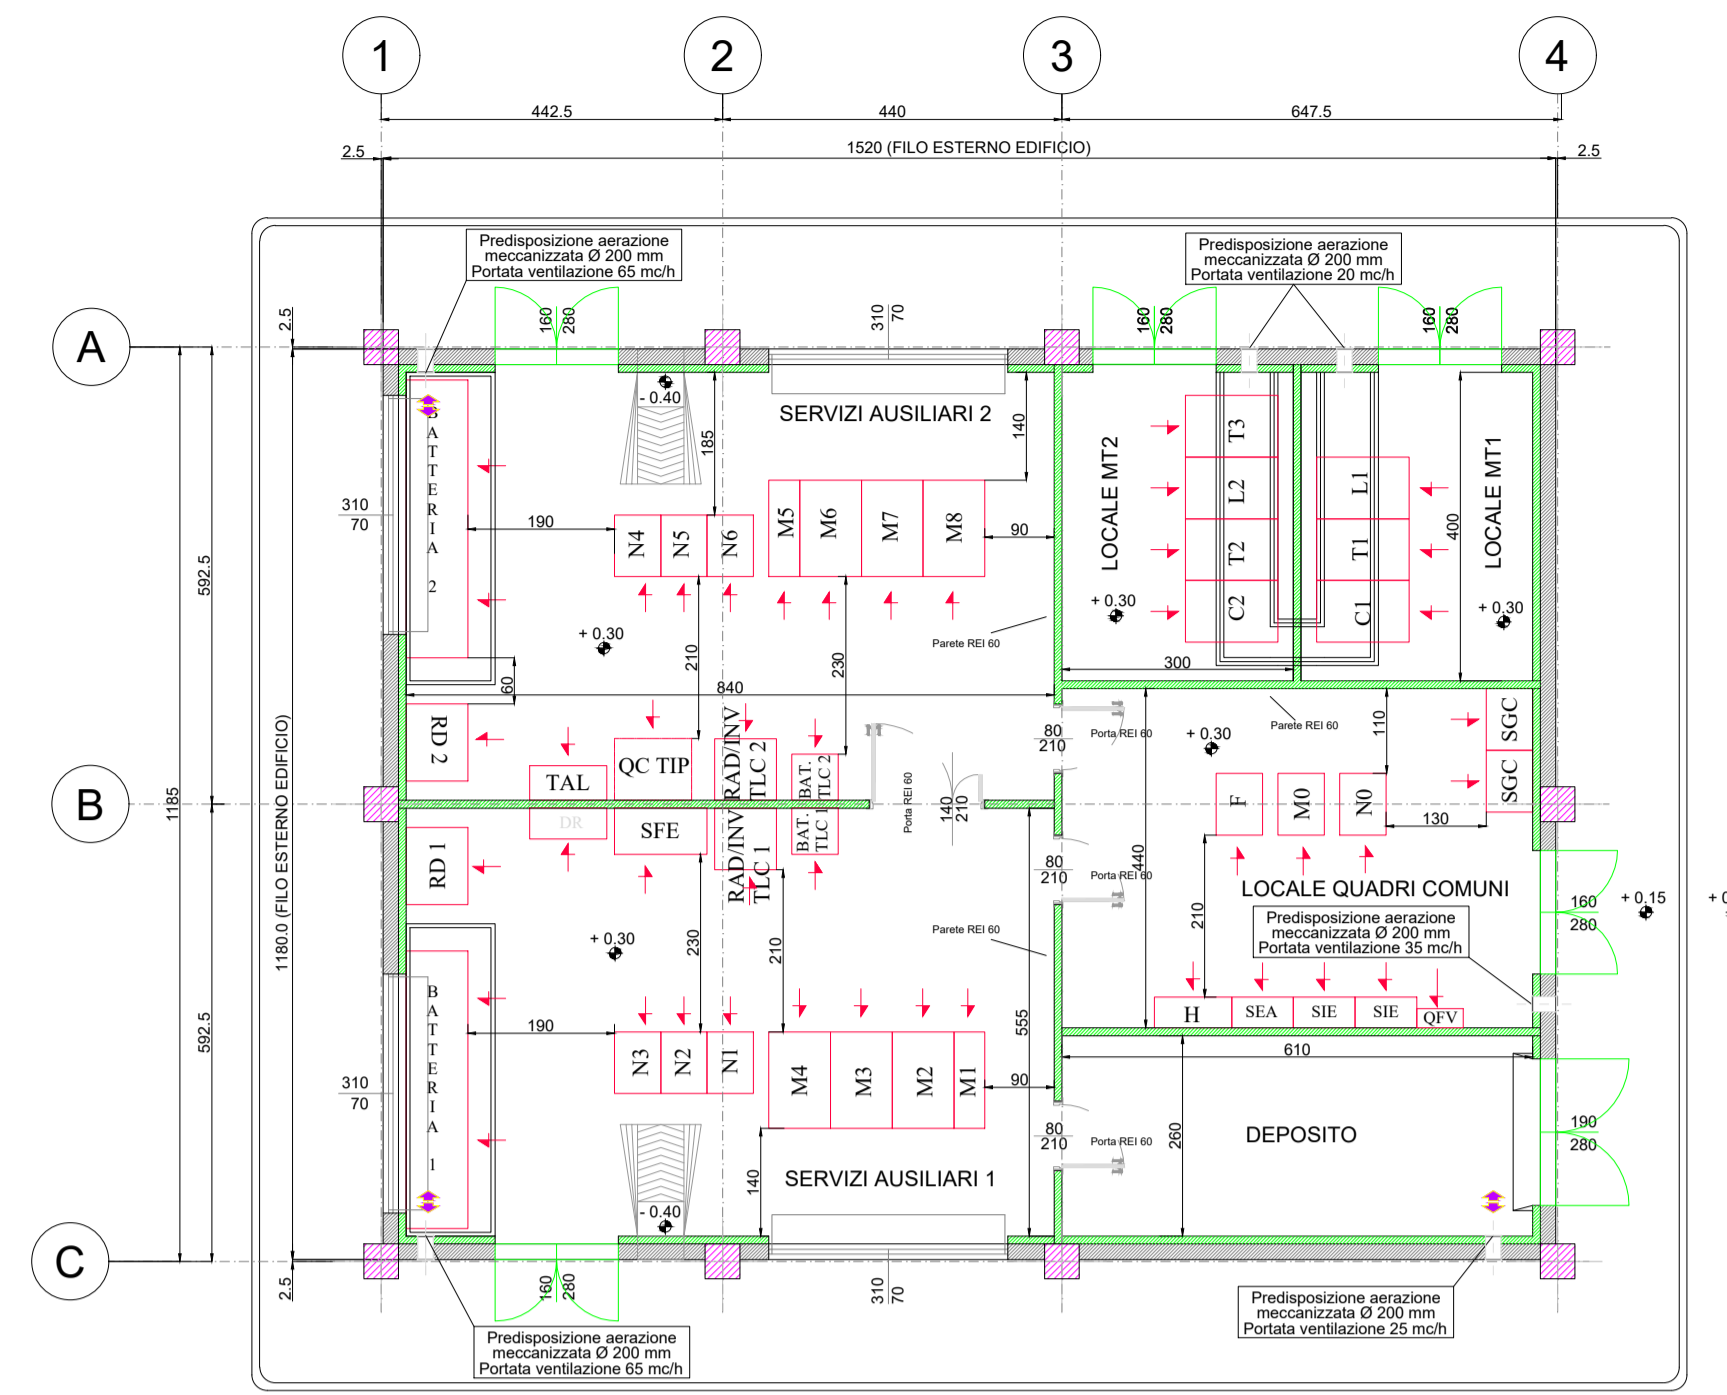 1
2
3
4
442.5
440
647.5
2.5
1520 (FILO ESTERNO EDIFICIO)
2.5
Predisposizione aerazione
meccanizzata Ø 200 mm
Portata ventilazione 65 mc/h
Predisposizione aerazione
meccanizzata Ø 200 mm
Portata ventilazione 20 mc/h
A
2.5
160
280
310
70
160
280
160
280
- 0.40
SERVIZI AUSILIARI 2
185
140
BATTERIA 2
310
70
190
N4
N5
N6
M5
M6
M7
M8
90
LOCALE MT2
T3
L2
T2
C2
L1
T1
C1
400
LOCALE MT1
+ 0.30
+ 0.30
+ 0.30
592.5
210
230
Parete REI 60
300
60
840
RD 2
TAL
QC TIP
RAD/INV
TLC 2
BAT.
TLC 2
80
210
Porta REI 60
+ 0.30
Parete REI 60
110
SGC
SGC
B
1185
1180.0 (FILO ESTERNO EDIFICIO)
DR
SFE
RAD/INV
TLC 1
BAT.
TLC 1
Porta REI 60
140
210
F
M0
N0
130
RD 1
80
210
Porta REI 60
440
LOCALE QUADRI COMUNI
160
280
+ 0.15
+ 0.30
230
210
Parete REI 60
210
Predisposizione aerazione
meccanizzata Ø 200 mm
Portata ventilazione 35 mc/h
592.5
BATTERIA 1
310
70
190
N3
N2
N1
M4
M3
M2
M1
90
555
H
SEA
SIE
SIE
QFV
610
80
210
Porta REI 60
260
DEPOSITO
190
280
140
SERVIZI AUSILIARI 1
- 0.40
C
2.5
160
280
310
70
Predisposizione aerazione
meccanizzata Ø 200 mm
Portata ventilazione 65 mc/h
Predisposizione aerazione
meccanizzata Ø 200 mm
Portata ventilazione 25 mc/h